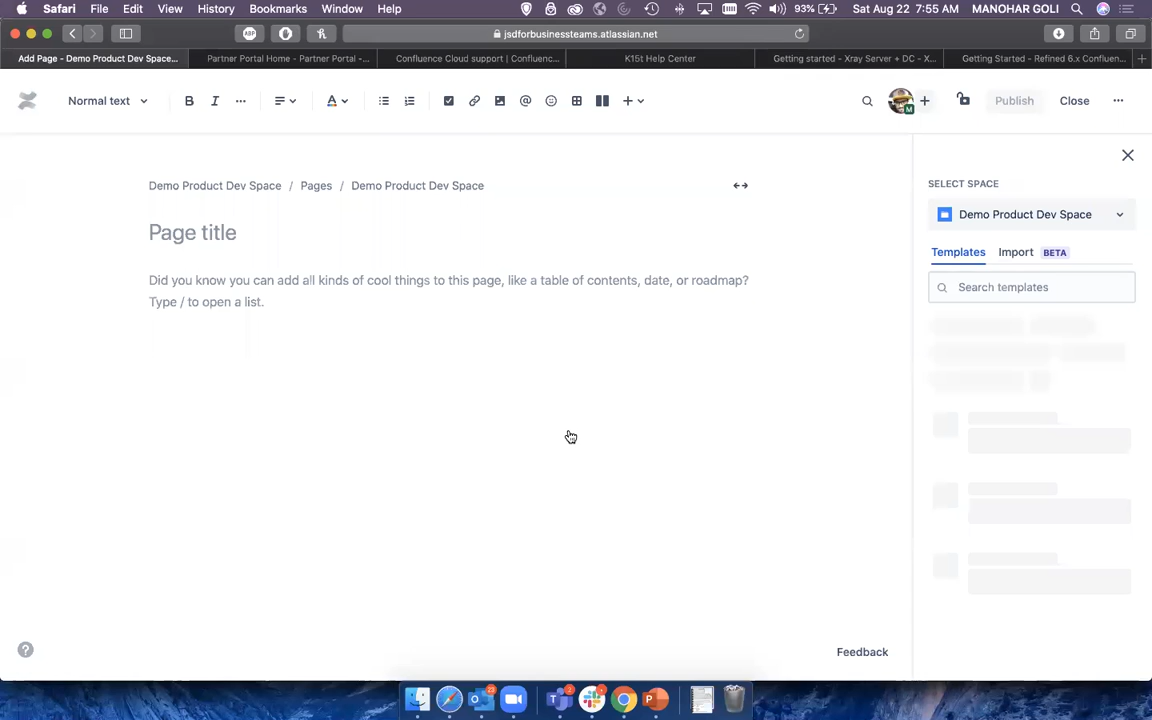 Safari File Edit View History Bookmarks Window Help 93% Sat Aug 22 7:55 AM MANOHAR GOLI
jsdforbusinessteams.atlassian.net
Add Page - Demo Product Dev Space... Partner Portal Home - Partner Portal -... Confluence Cloud support | Confluenc... K15t Help Center Getting started - Xray Server + DC - X... Getting Started - Refined 6.x Confluen...
Normal text B I ... A Publish Close ...
Demo Product Dev Space / Pages / Demo Product Dev Space
Page title
Did you know you can add all kinds of cool things to this page, like a table of contents, date, or roadmap?
Type / to open a list.
SELECT SPACE
Demo Product Dev Space
Templates Import BETA
Search templates
Feedback